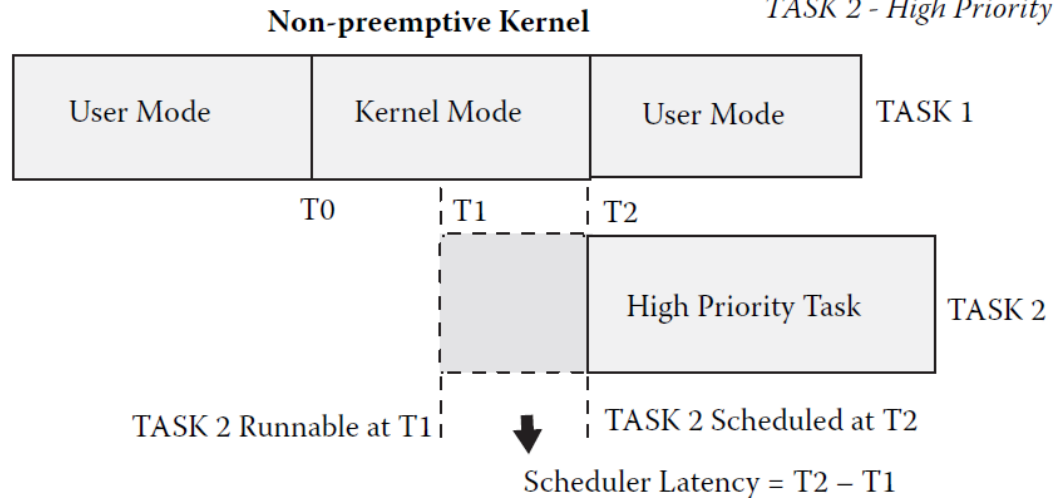 TASK 2 - High Priority
Non-preemptive Kernel
User Mode
Kernel Mode
User Mode
TASK 1
T0
T1
T2
High Priority Task
TASK 2
TASK 2 Runnable at T1
TASK 2 Scheduled at T2
Scheduler Latency = T2 – T1